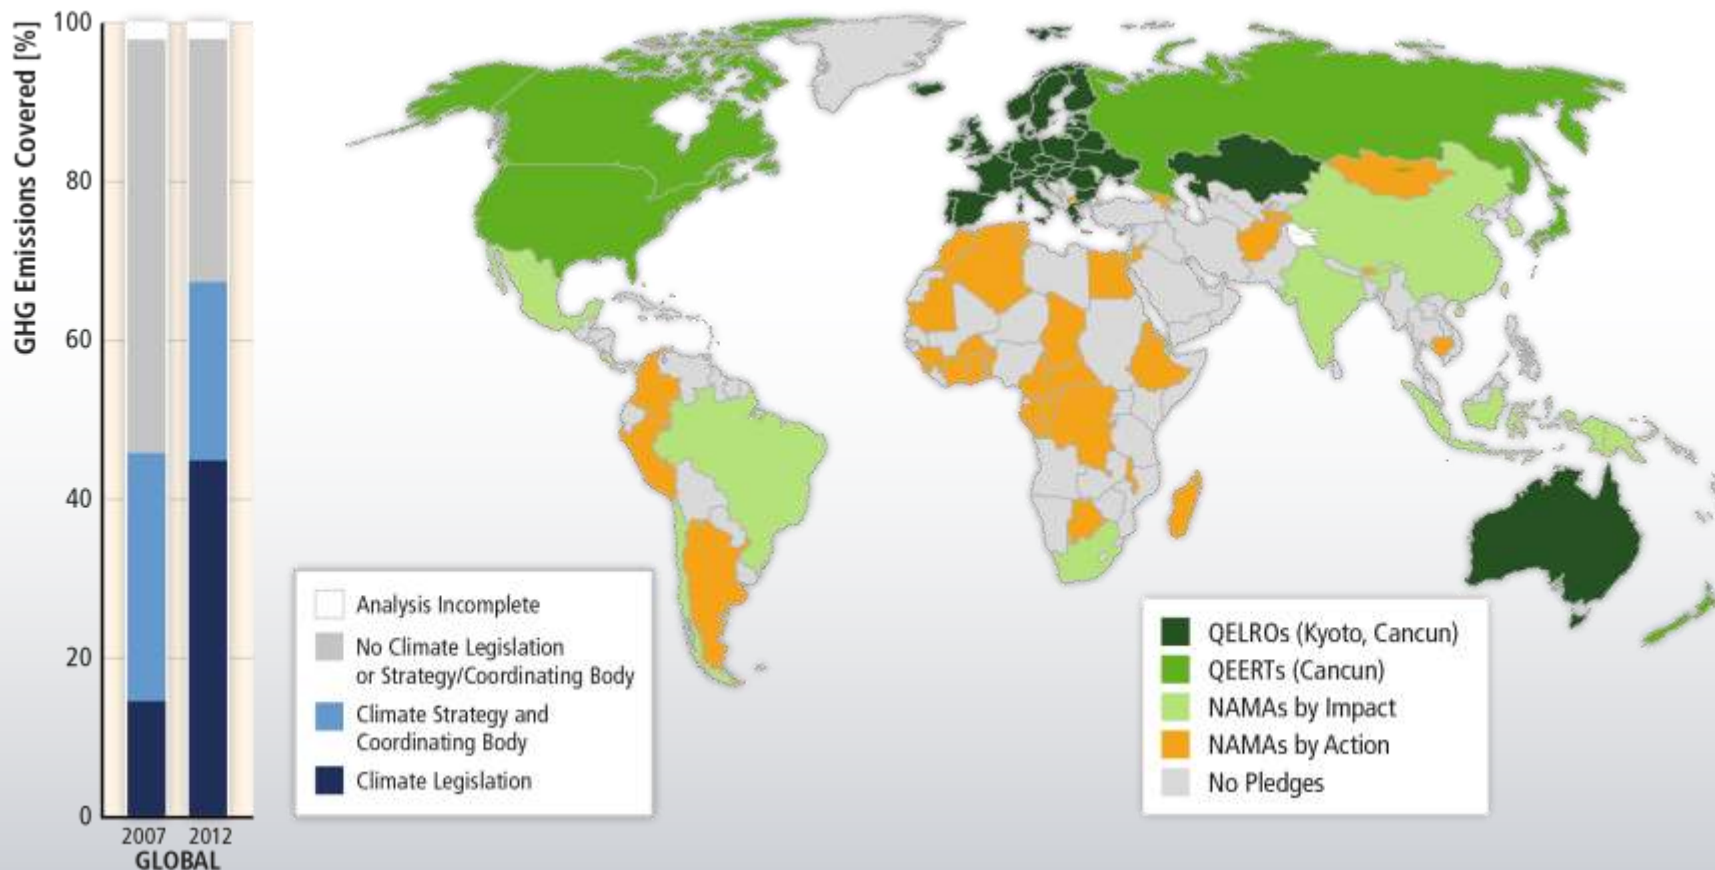 GHG Emissions Covered [%]
100
80
60
40
20
0
2007 2012
GLOBAL
Analysis Incomplete
No Climate Legislation
or Strategy/Coordinating Body
Climate Strategy and
Coordinating Body
Climate Legislation
QELROs (Kyoto, Cancun)
QEERTs (Cancun)
NAMAs by Impact
NAMAs by Action
No Pledges